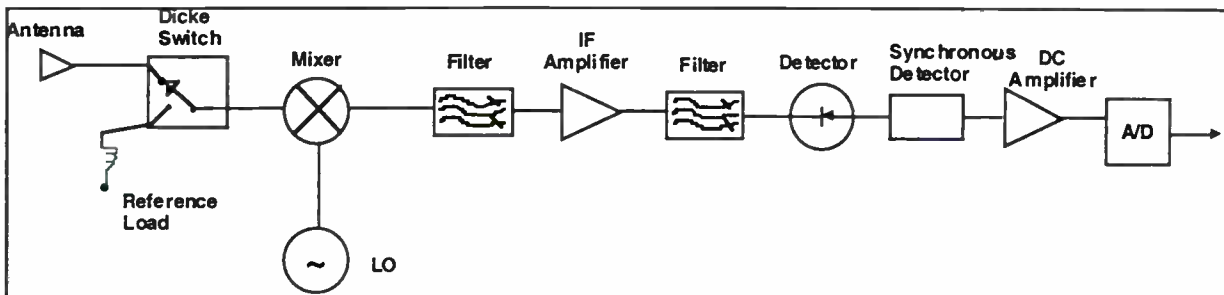 Antenna
Dicke
Switch
Mixer
Filter
IF
Amplifier
Filter
Detector
Synchronous
Detector
DC
Amplifier
A/D
Reference
Load
~
LO